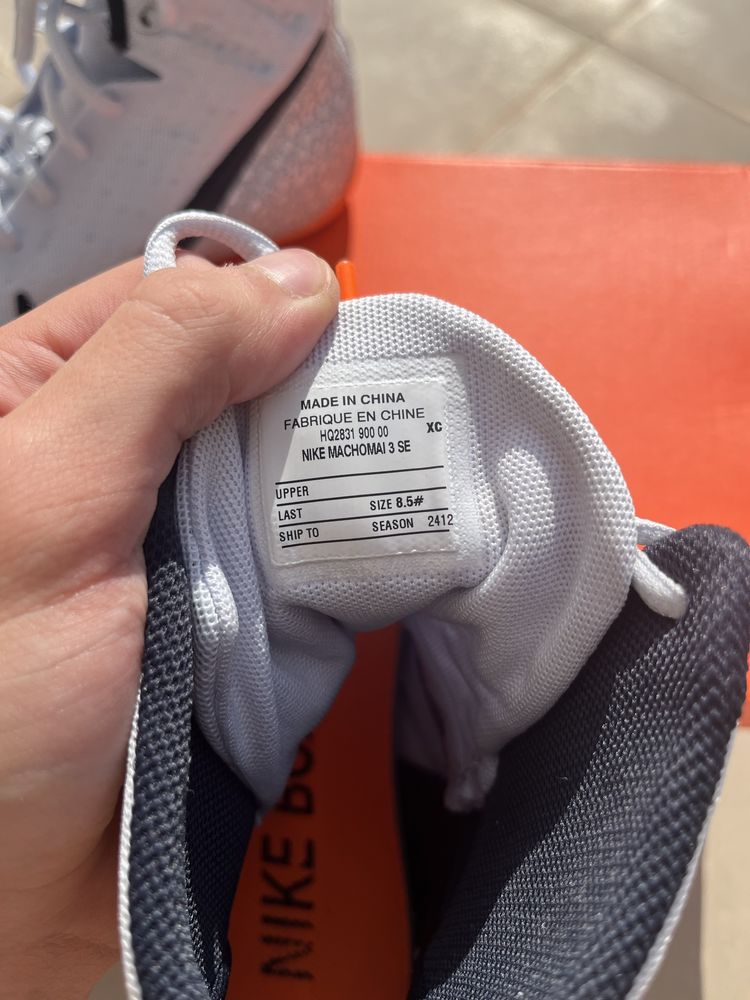 MADE IN CHINA
FABRIQUE EN CHINE
HQ2831 900 00 XC
NIKE MACHOMAI 3 SE
UPPER
LAST SIZE 8.5#
SHIP TO SEASON 2412
NIKE